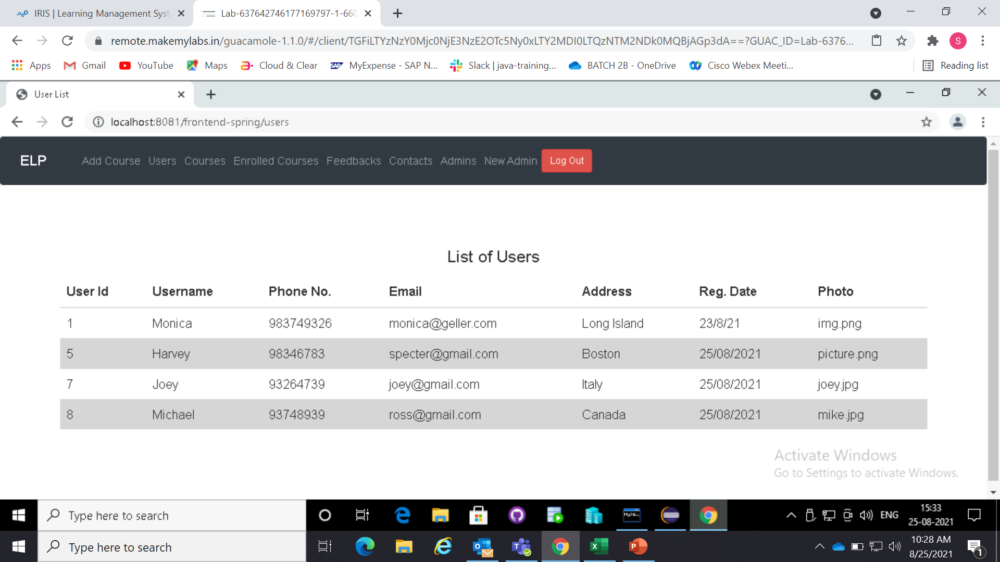 IRIS | Learning Management Syst
Lab-637642746177169797-1-660
remote.makemylabs.in/guacamole-1.1.0/#/client/TGFiLTYzNzY0Mjc0NjE3NzE2OTc5Ny0xLTY2MDI0LTQzNTM2NDk0MQBjAGp3dA==?GUAC_ID=Lab-6376...
S
Apps Gmail YouTube Maps Cloud & Clear MyExpense - SAP N... Slack | java-training... BATCH 2B - OneDrive Cisco Webex Meeti... Reading list
User List
localhost:8081/frontend-spring/users
ELP Add Course Users Courses Enrolled Courses Feedbacks Contacts Admins New Admin Log Out
List of Users
User Id Username Phone No. Email Address Reg. Date Photo
1 Monica 983749326 monica@geller.com Long Island 23/8/21 img.png
5 Harvey 98346783 specter@gmail.com Boston 25/08/2021 picture.png
7 Joey 93264739 joey@gmail.com Italy 25/08/2021 joey.jpg
8 Michael 93748939 ross@gmail.com Canada 25/08/2021 mike.jpg
Activate Windows
Go to Settings to activate Windows.
Type here to search
ENG
15:33
25-08-2021
Type here to search
10:28 AM
8/25/2021
1